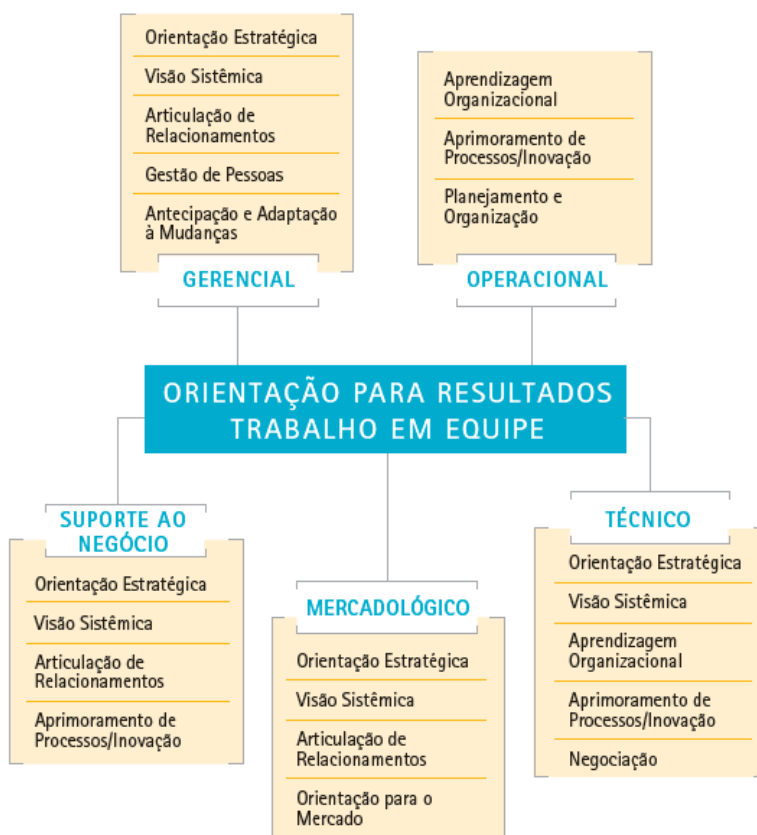 Orientação Estratégica
Visão Sistêmica
Articulação de
Relacionamentos
Gestão de Pessoas
Antecipação e Adaptação
à Mudanças
GERENCIAL
Aprendizagem
Organizacional
Aprimoramento de
Processos/Inovação
Planejamento e
Organização
OPERACIONAL
ORIENTAÇÃO PARA RESULTADOS
TRABALHO EM EQUIPE
SUPORTE AO
NEGÓCIO
Orientação Estratégica
Visão Sistêmica
Articulação de
Relacionamentos
Aprimoramento de
Processos/Inovação
MERCADOLÓGICO
Orientação Estratégica
Visão Sistêmica
Articulação de
Relacionamentos
Orientação para o
Mercado
TÉCNICO
Orientação Estratégica
Visão Sistêmica
Aprendizagem
Organizacional
Aprimoramento de
Processos/Inovação
Negociação